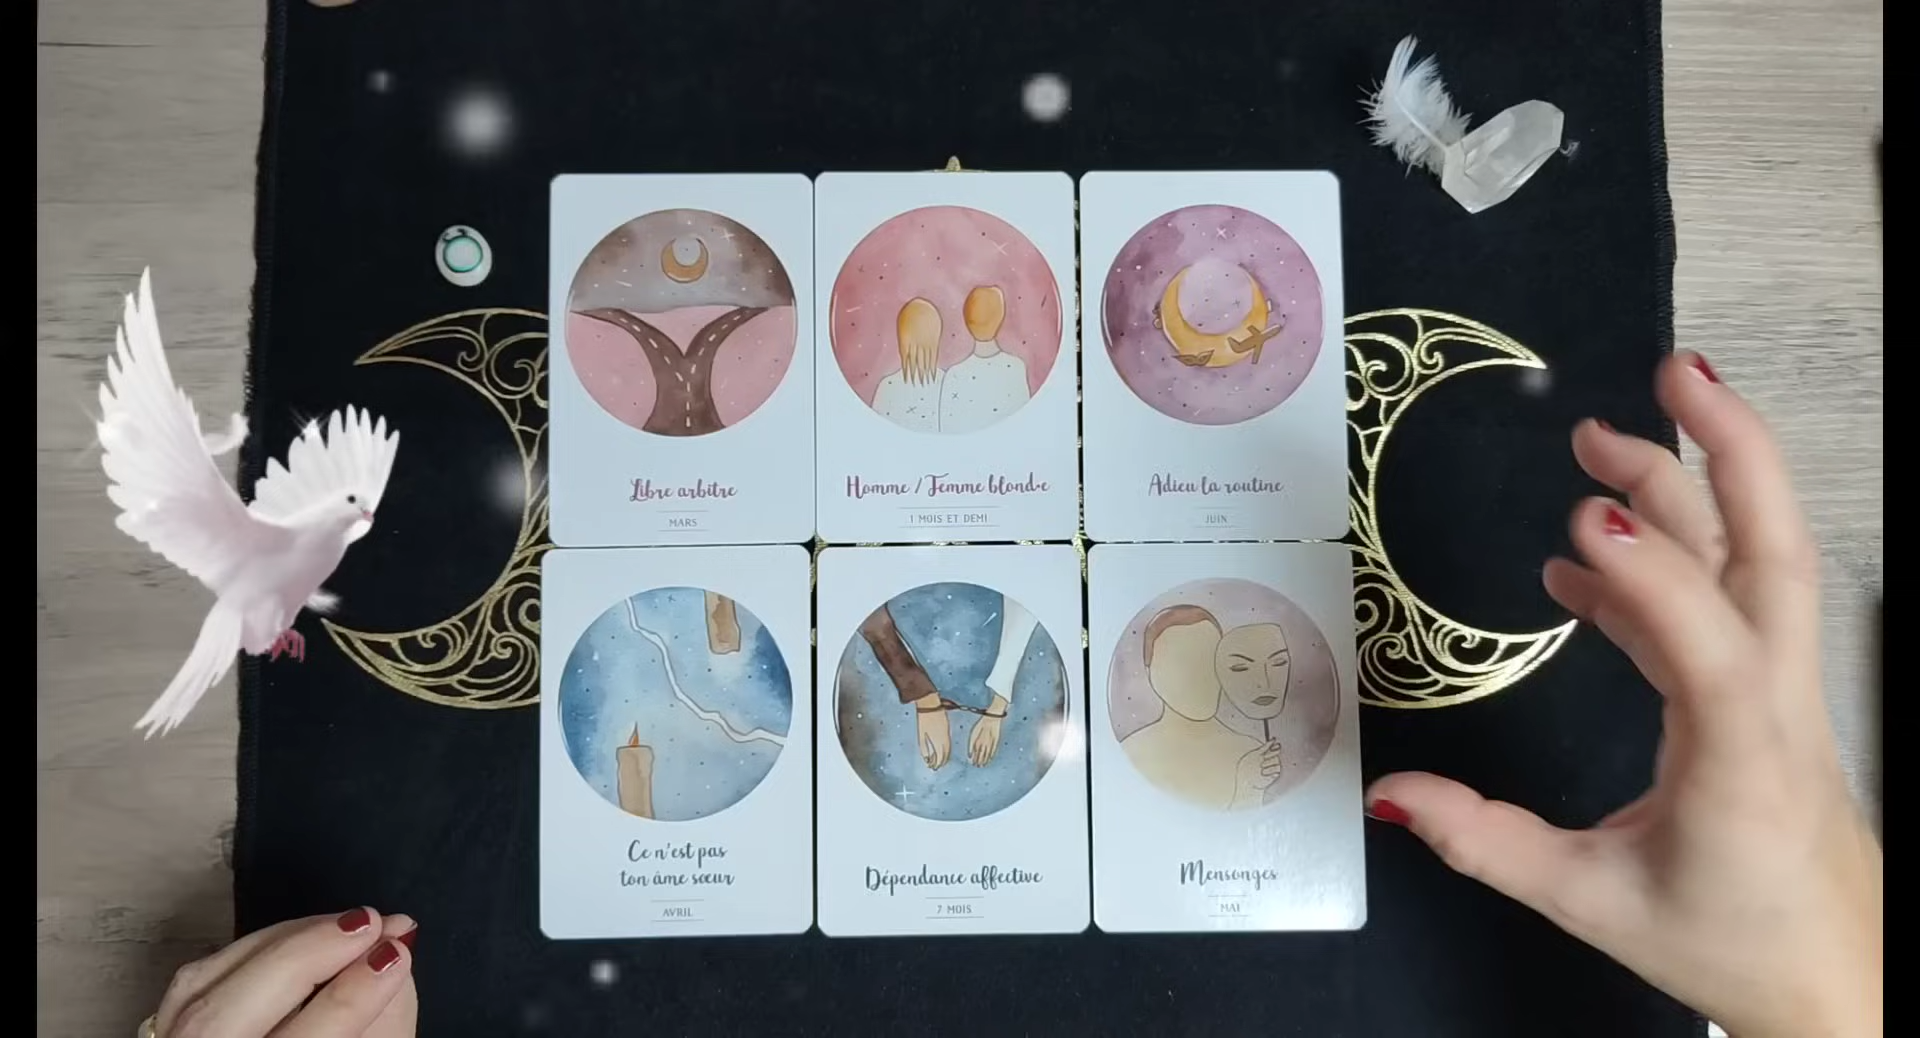 Libre arbitre
MARS
Homme / Femme blond·e
1 MOIS ET DEMI
Adieu la routine
JUIN
Ce n'est pas
ton âme sœur
AVRIL
Dépendance affective
7 MOIS
Mensonges
MAI